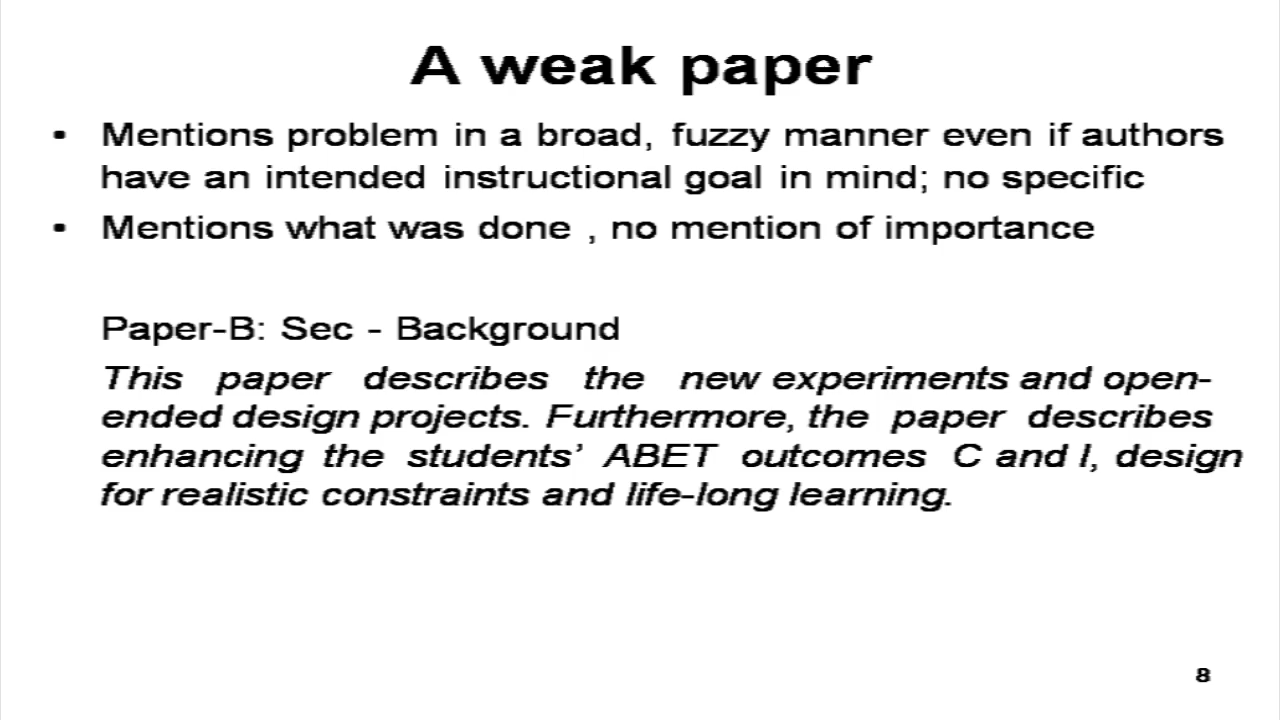 A weak paper
• Mentions problem in a broad, fuzzy manner even if authors
have an intended instructional goal in mind; no specific
• Mentions what was done , no mention of importance
Paper-B: Sec - Background
This paper describes the new experiments and open-
ended design projects. Furthermore, the paper describes
enhancing the students’ ABET outcomes C and I, design
for realistic constraints and life-long learning.
8